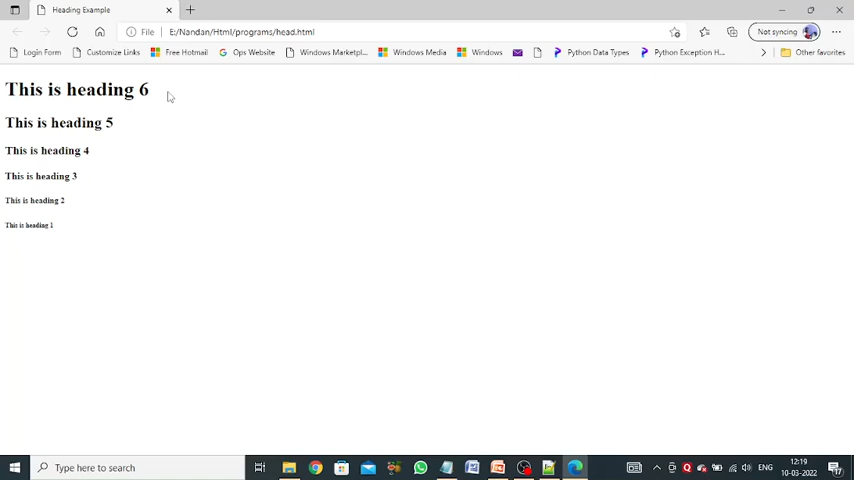 Heading Example
File
E:/Nandan/Html/programs/head.html
Not syncing
Login Form
Customize Links
Free Hotmail
Ops Website
Windows Marketpl...
Windows Media
Windows
Python Data Types
Python Exception H...
Other favorites
This is heading 6
This is heading 5
This is heading 4
This is heading 3
This is heading 2
This is heading 1
Type here to search
ENG
12:19
10-03-2022
17